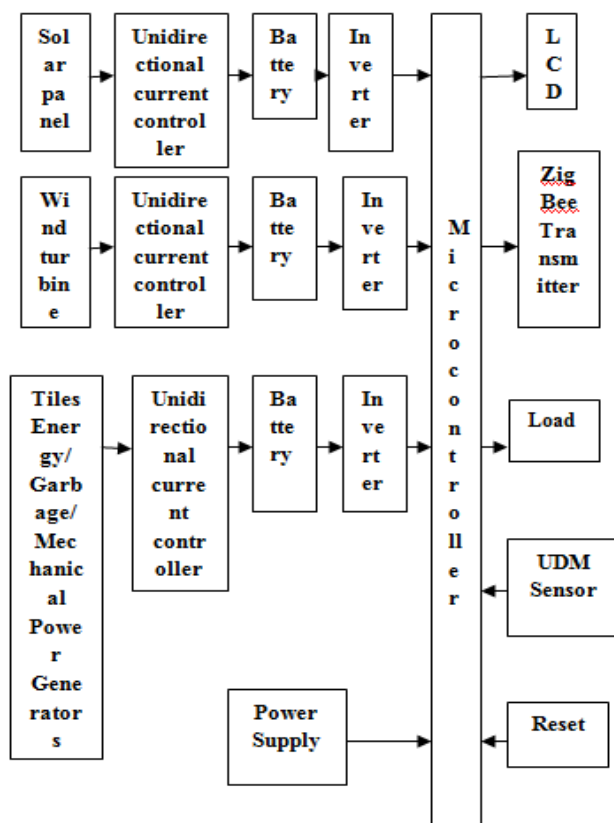 Sol
ar
pa
nel
Unidire
ctional
current
control
ler
Ba
tte
ry
In
ve
rt
er
L
C
D
Wi
nd
tur
bin
e
Unidire
ctional
current
control
ler
Ba
tte
ry
In
ve
rt
er
M
i
c
r
o
c
o
n
t
r
o
ll
e
r
Zig
Bee
Tra
nsm
itter
Tiles
Ener
gy/
Garb
age/
Mec
hanic
al
Powe
r
Gene
rator
s
Unidi
rectio
nal
curre
nt
contr
oller
Ba
tte
ry
In
ve
rt
er
Load
UDM
Sensor
Power
Supply
Reset